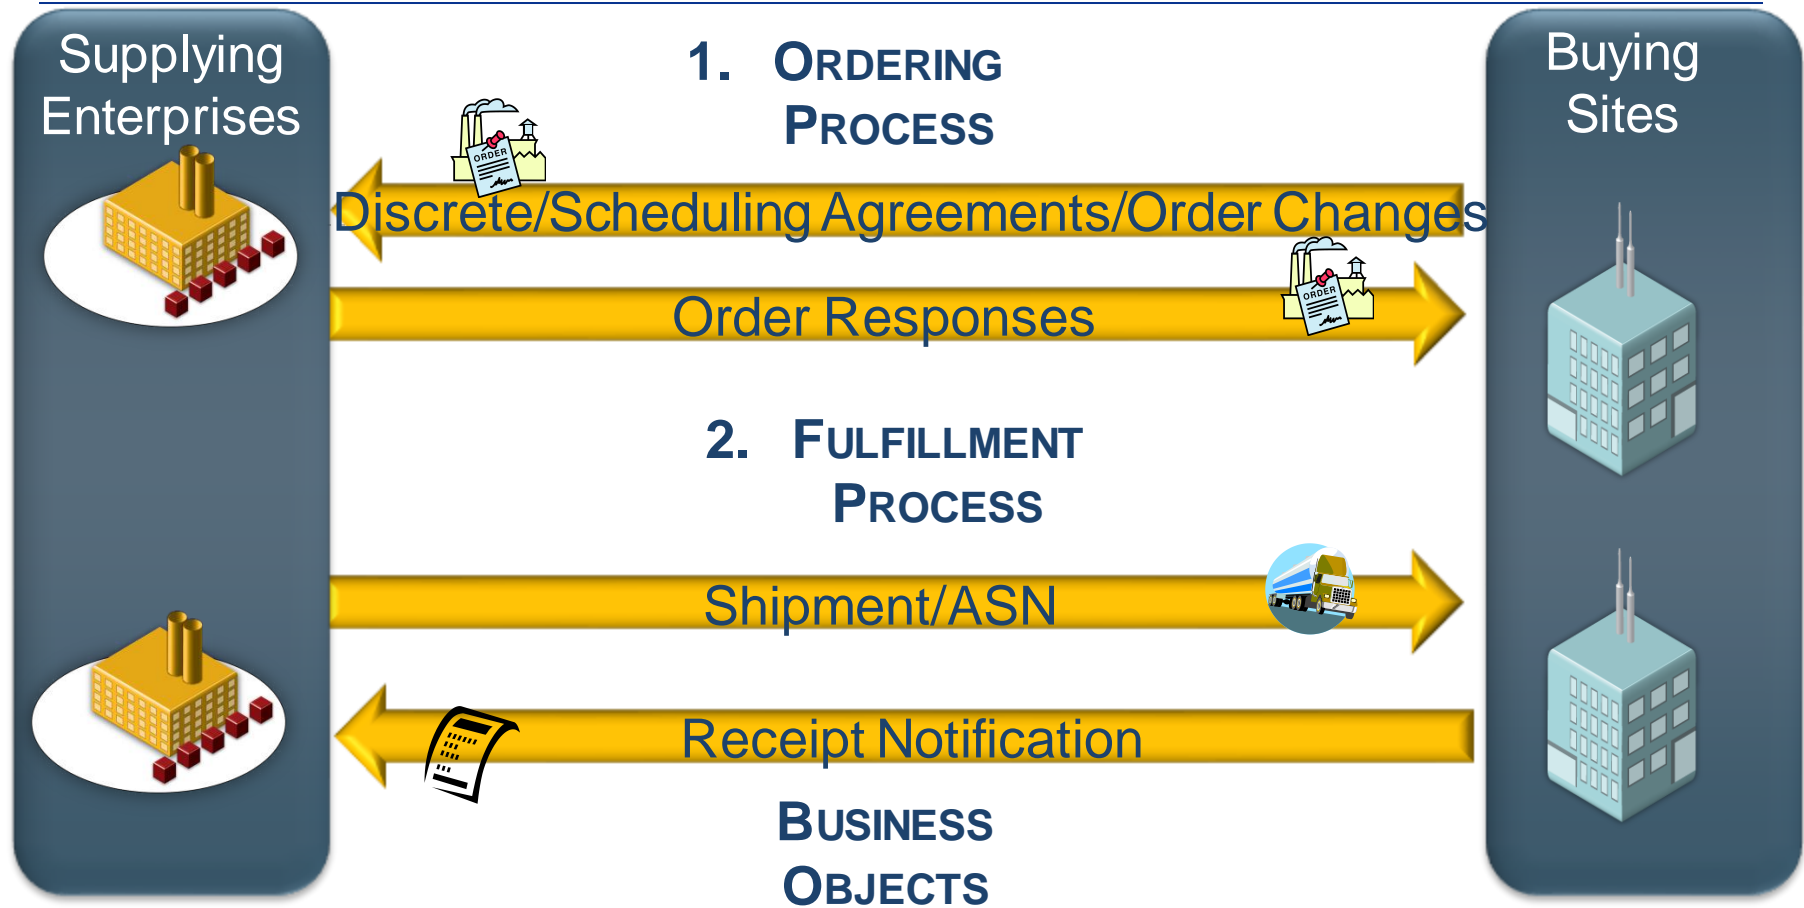 Supplying
Enterprises
1. ORDERING
PROCESS
Buying
Sites
ORDER
Discrete/Scheduling Agreements/Order Changes
ORDER
Order Responses
2. FULFILLMENT
PROCESS
Shipment/ASN
Receipt Notification
BUSINESS
OBJECTS